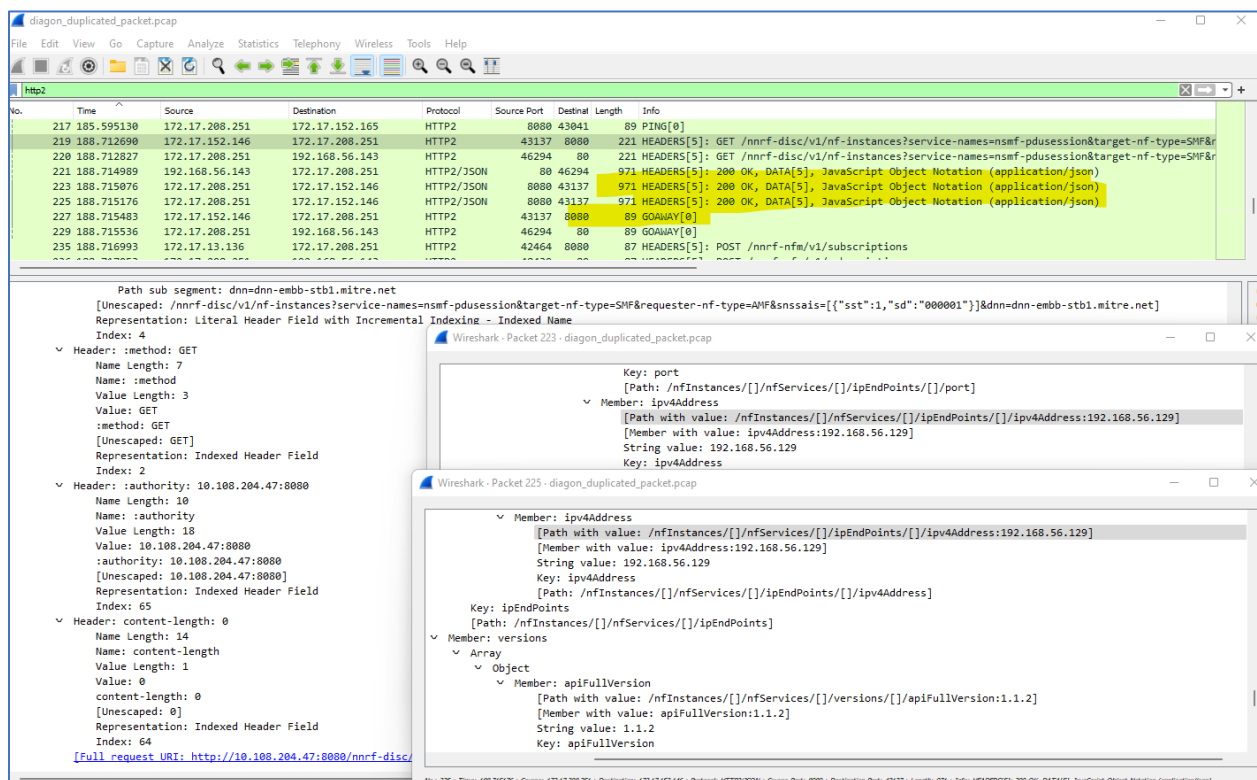 diagon_duplicated_packet.pcap
File Edit View Go Capture Analyze Statistics Telephony Wireless Tools Help
http2
No. Time Source Destination Protocol Source Port Destinat Length Info
217 185.595130 172.17.208.251 172.17.152.165 HTTP2 8080 43041 89 PING[0]
219 188.712690 172.17.152.146 172.17.208.251 HTTP2 43137 8080 221 HEADERS[5]: GET /nnrf-disc/v1/nf-instances?service-names=nsmf-pdusession&target-nf-type=SMF&r
220 188.712827 172.17.208.251 192.168.56.143 HTTP2 46294 80 221 HEADERS[5]: GET /nnrf-disc/v1/nf-instances?service-names=nsmf-pdusession&target-nf-type=SMF&r
221 188.714989 192.168.56.143 172.17.208.251 HTTP2/JSON 80 46294 971 HEADERS[5]: 200 OK, DATA[5], JavaScript Object Notation (application/json)
223 188.715076 172.17.208.251 172.17.152.146 HTTP2/JSON 8080 43137 971 HEADERS[5]: 200 OK, DATA[5], JavaScript Object Notation (application/json)
225 188.715176 172.17.208.251 172.17.152.146 HTTP2/JSON 8080 43137 971 HEADERS[5]: 200 OK, DATA[5], JavaScript Object Notation (application/json)
227 188.715483 172.17.152.146 172.17.208.251 HTTP2 43137 8080 89 GOAWAY[0]
229 188.715536 172.17.208.251 192.168.56.143 HTTP2 46294 80 89 GOAWAY[0]
235 188.716993 172.17.13.136 172.17.208.251 HTTP2 42464 8080 87 HEADERS[5]: POST /nnrf-nfm/v1/subscriptions
Path sub segment: dnn=dnn-embb-stb1.mitre.net
[Unescaped: /nnrf-disc/v1/nf-instances?service-names=nsmf-pdusession&target-nf-type=SMF&requester-nf-type=AMF&snssais=[{"sst":1,"sd":"000001"}]&dnn=dnn-embb-stb1.mitre.net]
Representation: Literal Header Field with Incremental Indexing - Indexed Name
Index: 4
Header: :method: GET
Name Length: 7
Name: :method
Value Length: 3
Value: GET
:method: GET
[Unescaped: GET]
Representation: Indexed Header Field
Index: 2
Header: :authority: 10.108.204.47:8080
Name Length: 10
Name: :authority
Value Length: 18
Value: 10.108.204.47:8080
:authority: 10.108.204.47:8080
[Unescaped: 10.108.204.47:8080]
Representation: Indexed Header Field
Index: 65
Header: content-length: 0
Name Length: 14
Name: content-length
Value Length: 1
Value: 0
content-length: 0
[Unescaped: 0]
Representation: Indexed Header Field
Index: 64
[Full request URI: http://10.108.204.47:8080/nnrf-disc/
Wireshark · Packet 223 · diagon_duplicated_packet.pcap
Key: port
[Path: /nfInstances/[]/nfServices/[]/ipEndPoints/[]/port]
Member: ipv4Address
[Path with value: /nfInstances/[]/nfServices/[]/ipEndPoints/[]/ipv4Address:192.168.56.129]
[Member with value: ipv4Address:192.168.56.129]
String value: 192.168.56.129
Key: ipv4Address
Wireshark · Packet 225 · diagon_duplicated_packet.pcap
Member: ipv4Address
[Path with value: /nfInstances/[]/nfServices/[]/ipEndPoints/[]/ipv4Address:192.168.56.129]
[Member with value: ipv4Address:192.168.56.129]
String value: 192.168.56.129
Key: ipv4Address
[Path: /nfInstances/[]/nfServices/[]/ipEndPoints/[]/ipv4Address]
Key: ipEndPoints
[Path: /nfInstances/[]/nfServices/[]/ipEndPoints]
Member: versions
Array
Object
Member: apiFullVersion
[Path with value: /nfInstances/[]/nfServices/[]/versions/[]/apiFullVersion:1.1.2]
[Member with value: apiFullVersion:1.1.2]
String value: 1.1.2
Key: apiFullVersion